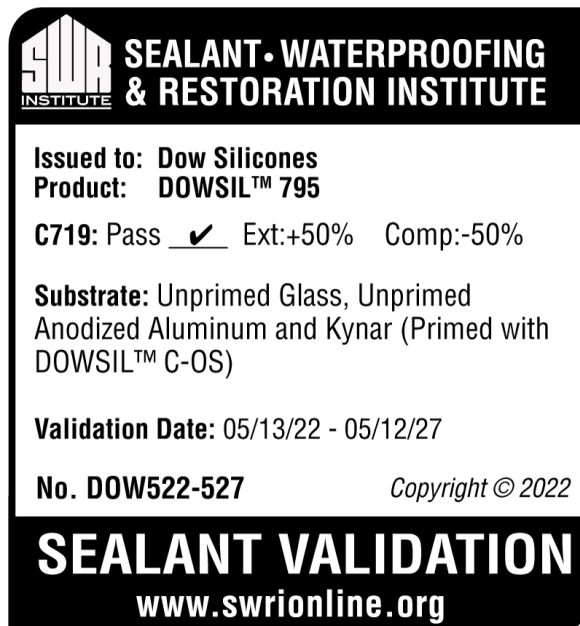 SWR
INSTITUTE
SEALANT • WATERPROOFING
& RESTORATION INSTITUTE
Issued to: Dow Silicones
Product: DOWSIL™ 795
C719: Pass ✔ Ext:+50% Comp:-50%
Substrate: Unprimed Glass, Unprimed
Anodized Aluminum and Kynar (Primed with
DOWSIL™ C-OS)
Validation Date: 05/13/22 - 05/12/27
No. DOW522-527 Copyright © 2022
SEALANT VALIDATION
www.swrionline.org